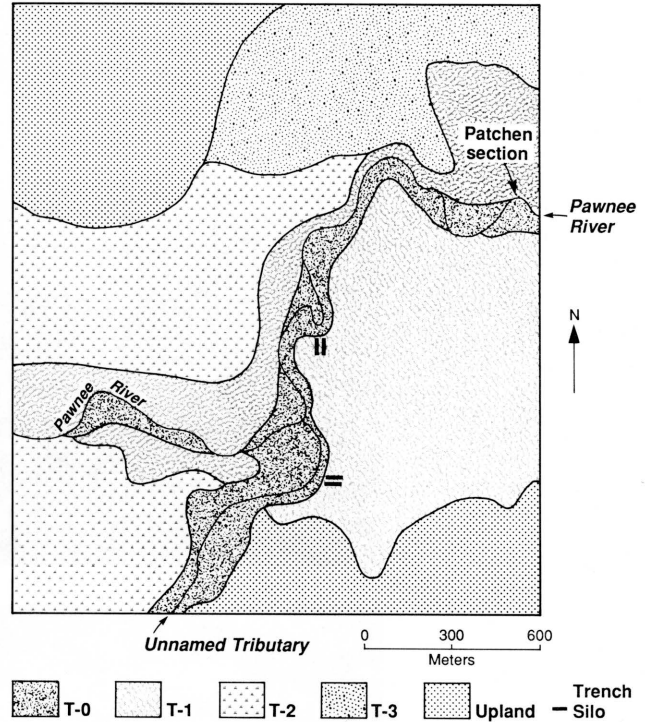 Patchen
section
Pawnee
River
N
Pawnee River
Unnamed Tributary
0 300 600
Meters
T-0 T-1 T-2 T-3 Upland Trench
Silo